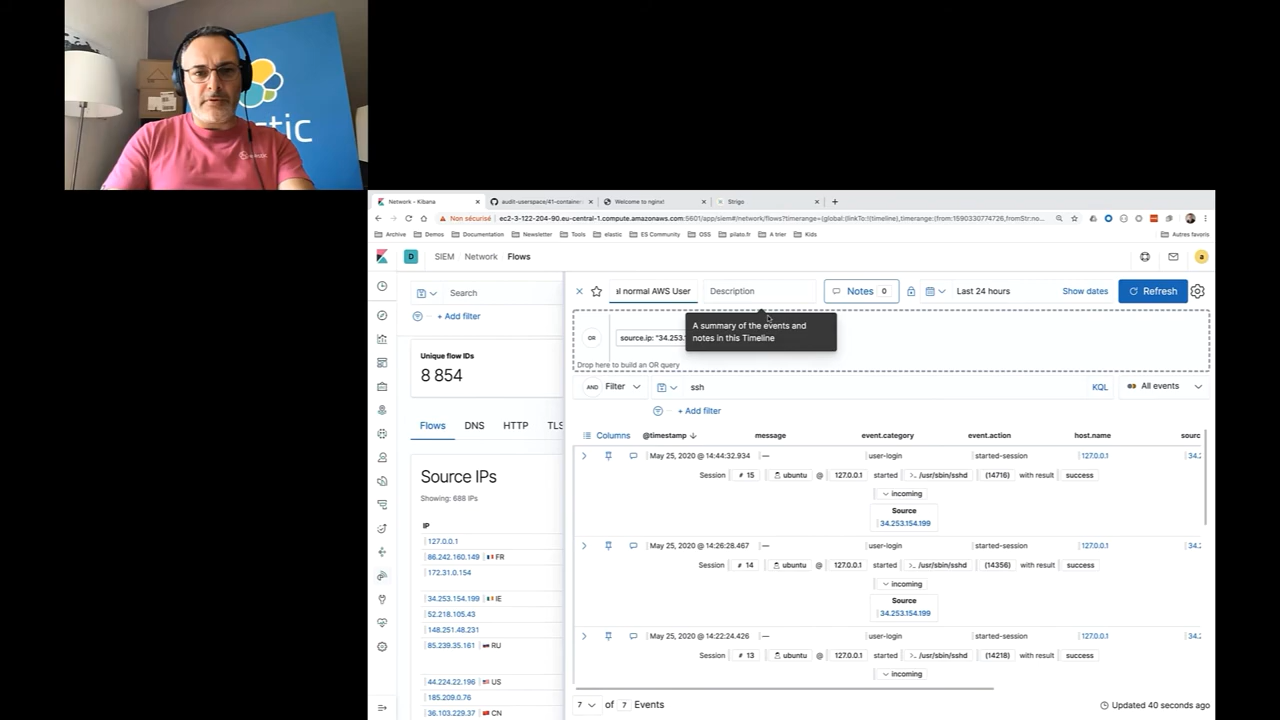 stic
elastic
Network - Kibana
audit-userspace/41-container
Welcome to nginx!
Strigo
Non sécurisé
ec2-3-122-204-90.eu-central-1.compute.amazonaws.com:5601/app/siem#/network/flows?timerange=(global:(linkTo:!(timeline),timerange:(from:1590330774726,fromStr:no...
Archive
Demos
Documentation
Newsletter
Tools
elastic
ES Community
OSS
pilato.fr
A trier
Kids
Autres favoris
D
SIEM
Network
Flows
a
Search
+ Add filter
Unique flow IDs
8 854
Flows
DNS
HTTP
TLS
Source IPs
Showing: 688 IPs
IP
127.0.0.1
86.242.160.149 FR
172.31.0.154
34.253.154.199 IE
52.218.105.43
148.251.48.231
85.239.35.161 RU
44.224.22.196 US
185.209.0.76
36.103.229.37 CN
al normal AWS User
Description
Notes 0
Last 24 hours
Show dates
Refresh
A summary of the events and
notes in this Timeline
OR
source.ip: "34.253.
Drop here to build an OR query
AND Filter
ssh
KQL
All events
+ Add filter
Columns
@timestamp
message
event.category
event.action
host.name
sourc
May 25, 2020 @ 14:44:32.934 — user-login started-session 127.0.0.1 34.2
Session # 15 ubuntu @ 127.0.0.1 started >_ /usr/sbin/sshd (14716) with result success
incoming
Source
34.253.154.199
May 25, 2020 @ 14:26:28.467 — user-login started-session 127.0.0.1 34.2
Session # 14 ubuntu @ 127.0.0.1 started >_ /usr/sbin/sshd (14356) with result success
incoming
Source
34.253.154.199
May 25, 2020 @ 14:22:24.426 — user-login started-session 127.0.0.1 34.2
Session # 13 ubuntu @ 127.0.0.1 started >_ /usr/sbin/sshd (14218) with result success
incoming
7 of 7 Events
Updated 40 seconds ago